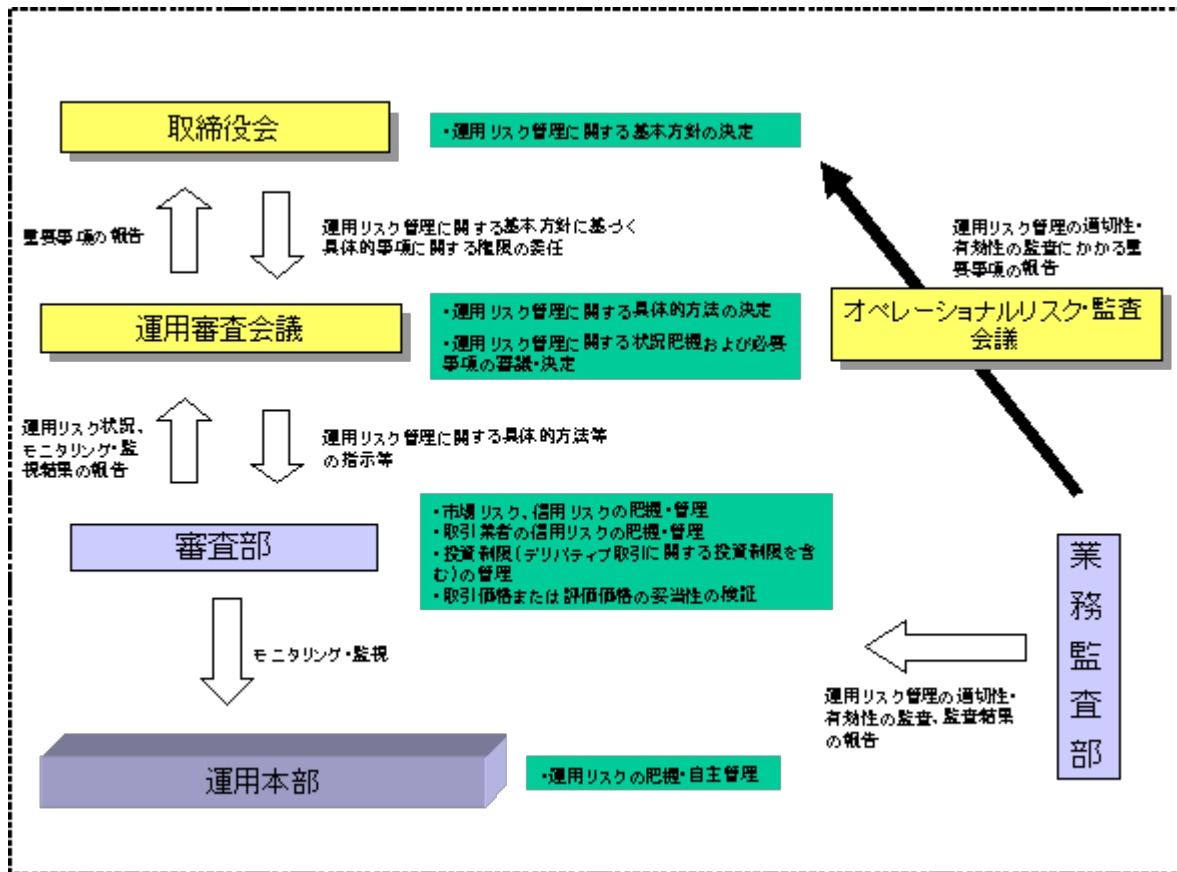 取締役会
・運用リスク管理に関する基本方針の決定
重要事項の報告
運用リスク管理に関する基本方針に基づく
具体的事項に関する権限の委任
運用リスク管理の適切性・
有効性の監査にかかる重
要事項の報告
運用審査会議
・運用リスク管理に関する具体的方法の決定
・運用リスク管理に関する状況把握および必要
事項の審議・決定
オペレーショナルリスク・監査
会議
運用リスク状況、
モニタリング・監
視結果の報告
運用リスク管理に関する具体的方法等
の指示等
審査部
・市場リスク、信用リスクの把握・管理
・取引業者の信用リスクの把握・管理
・投資制限(デリバティブ取引に関する投資制限を含
む)の管理
・取引価格または評価価格の妥当性の検証
業務監査部
モニタリング・監視
運用リスク管理の適切性・
有効性の監査、監査結果
の報告
運用本部
・運用リスクの把握・自主管理